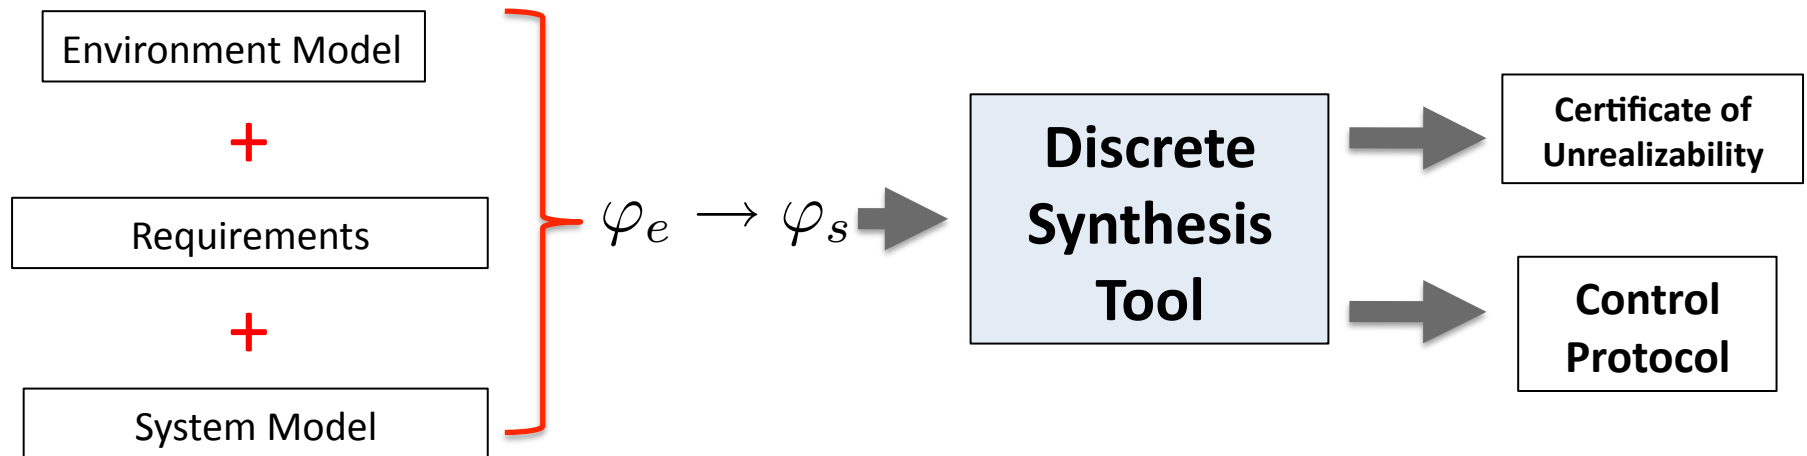 Environment Model
+
Requirements
+
System Model
φe → φs
Discrete
Synthesis
Tool
Certificate of
Unrealizability
Control
Protocol